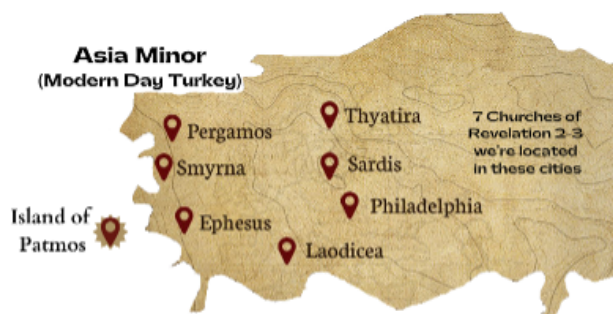 Asia Minor
(Modern Day Turkey)
Pergamos
Thyatira
7 Churches of
Revelation 2-3
we're located
in these cities
Smyrna
Sardis
Philadelphia
Island of
Patmos
Ephesus
Laodicea